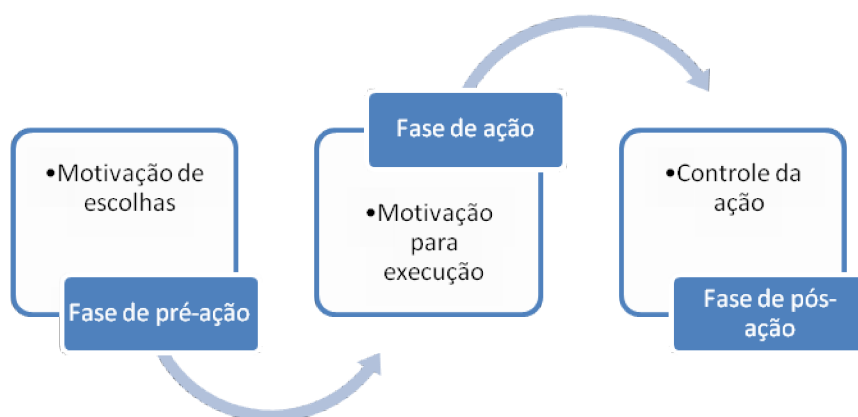 •Motivação de
escolhas
Fase de pré-ação
Fase de ação
•Motivação
para
execução
•Controle da
ação
Fase de pós-
ação